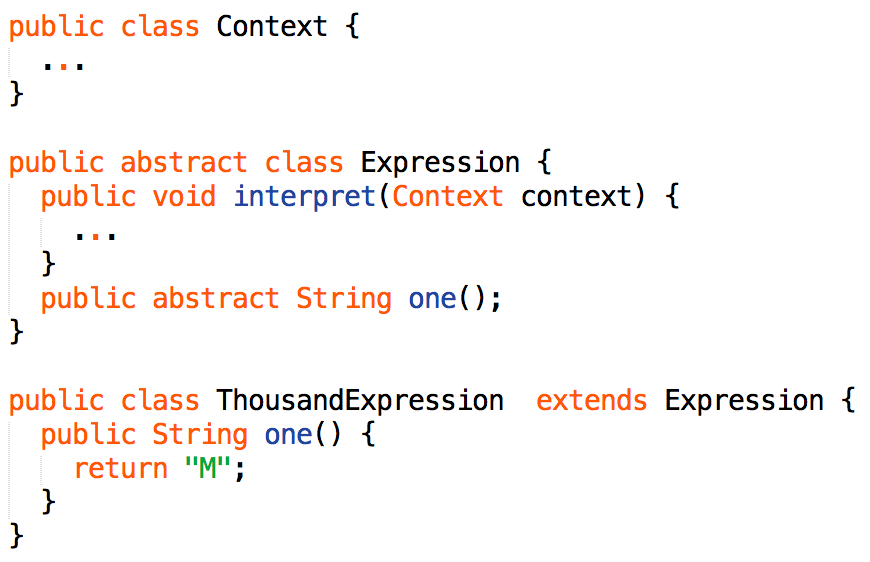 public class Context {
  ...
}
public abstract class Expression {
  public void interpret(Context context) {
    ...
  }
  public abstract String one();
}
public class ThousandExpression  extends Expression {
  public String one() {
    return "M";
  }
}